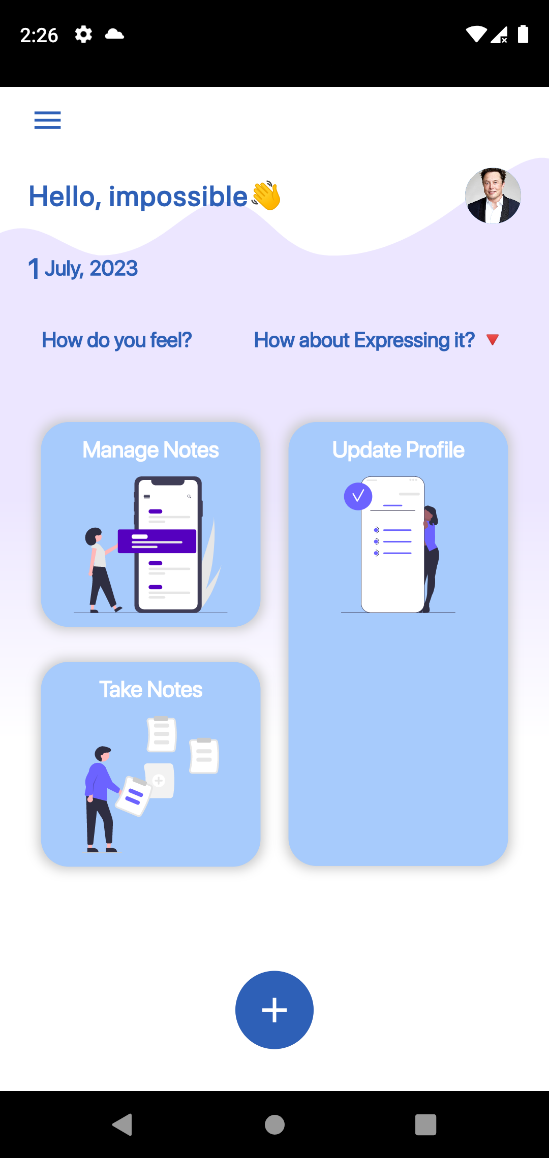 2:26
Hello, impossible👋
1 July, 2023
How do you feel? How about Expressing it? 🔻
Manage Notes Update Profile
Take Notes